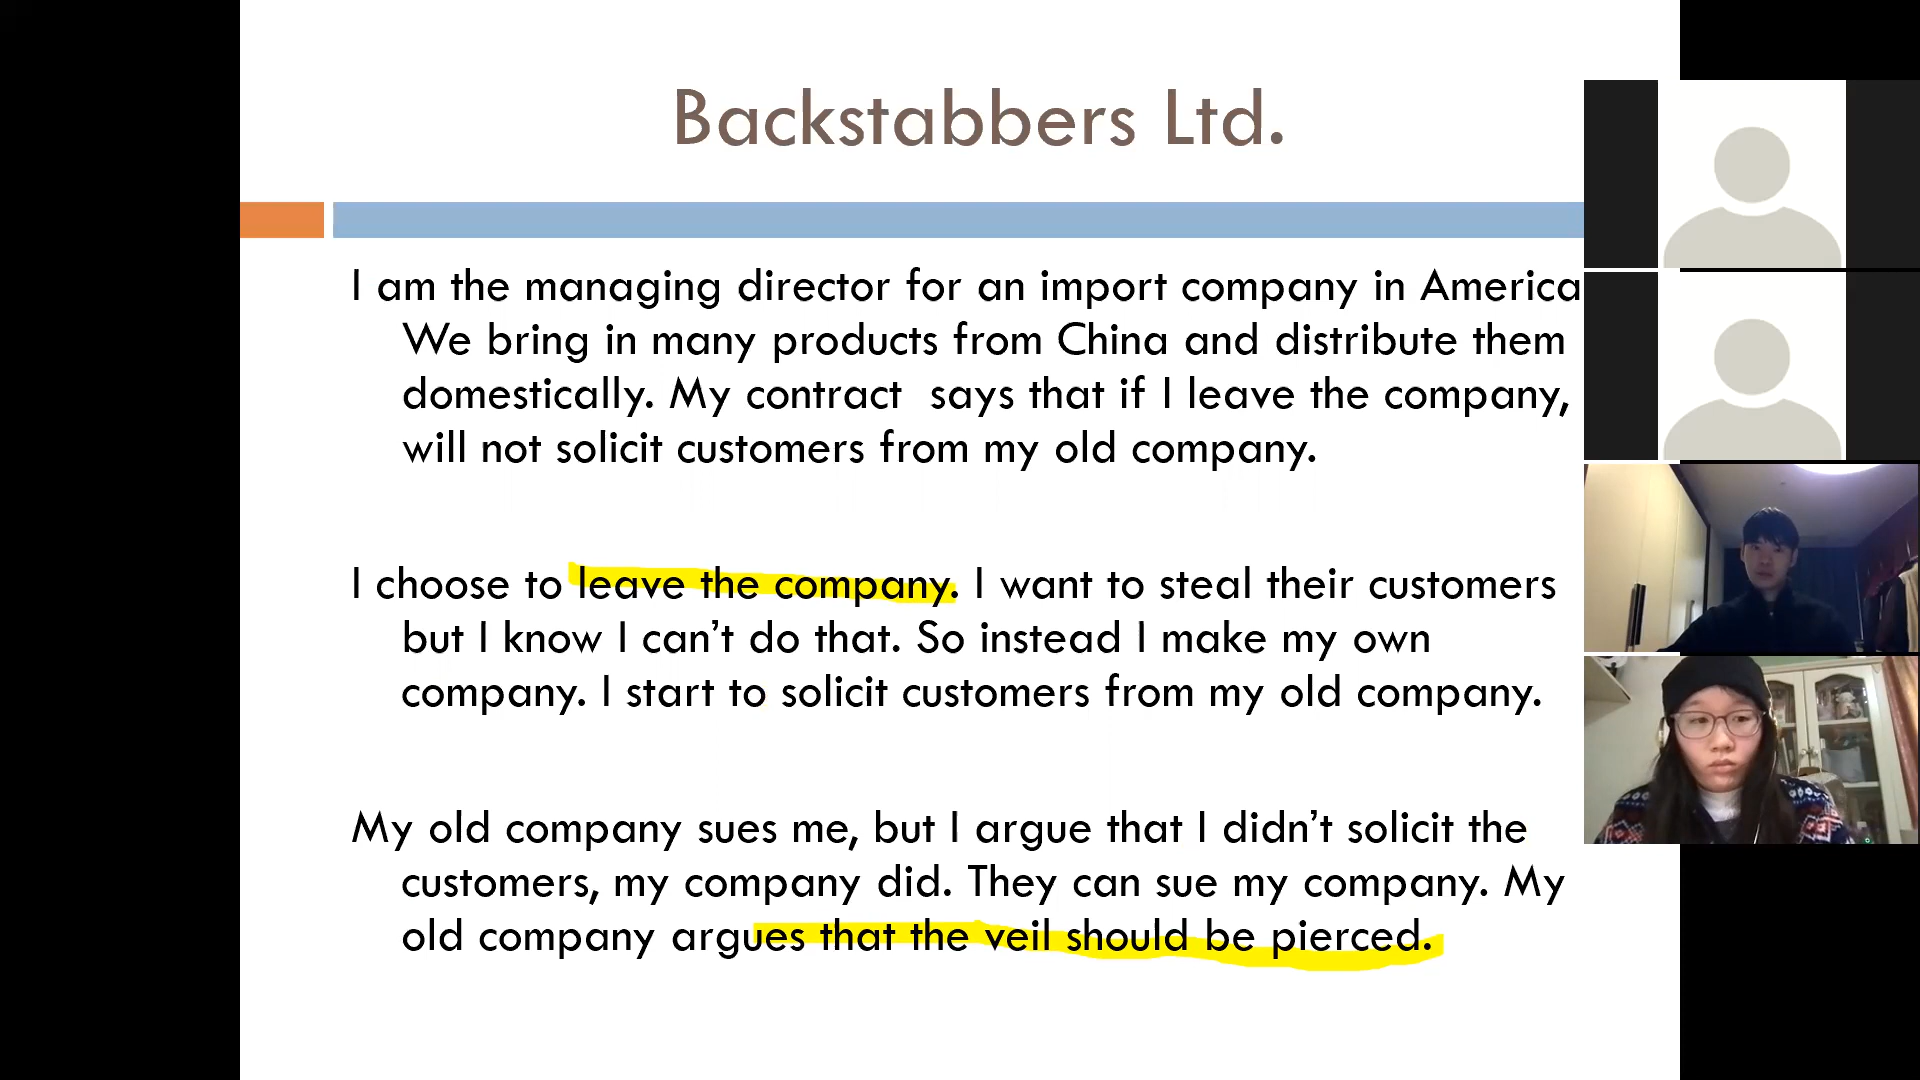 Backstabbers Ltd.
I am the managing director for an import company in America
We bring in many products from China and distribute them
domestically. My contract says that if I leave the company,
will not solicit customers from my old company.
I choose to leave the company. I want to steal their customers
but I know I can’t do that. So instead I make my own
company. I start to solicit customers from my old company.
My old company sues me, but I argue that I didn’t solicit the
customers, my company did. They can sue my company. My
old company argues that the veil should be pierced.